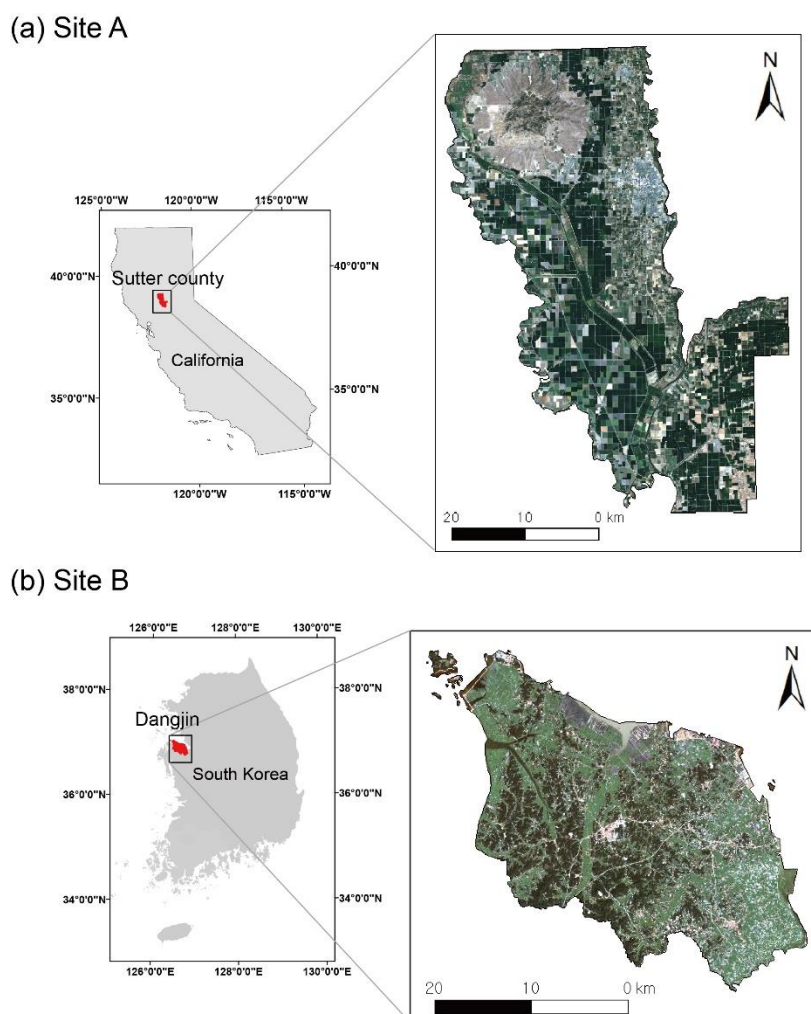 (a) Site A
N
125°0'0"W 120°0'0"W 115°0'0"W
40°0'0"N
40°0'0"N
Sutter county
California
35°0'0"N
35°0'0"N
120°0'0"W 115°0'0"W
20 10 0 km
(b) Site B
126°0'0"E 128°0'0"E 130°0'0"E
N
38°0'0"N
38°0'0"N
Dangjin
South Korea
36°0'0"N
36°0'0"N
34°0'0"N
34°0'0"N
126°0'0"E 128°0'0"E 130°0'0"E
20 10 0 km